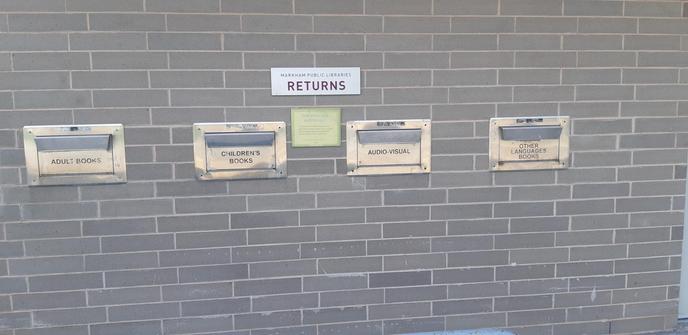 MARKHAM PUBLIC LIBRARIES
RETURNS
ADULT BOOKS
CHILDREN'S
BOOKS
AUDIO-VISUAL
OTHER
LANGUAGES
BOOKS